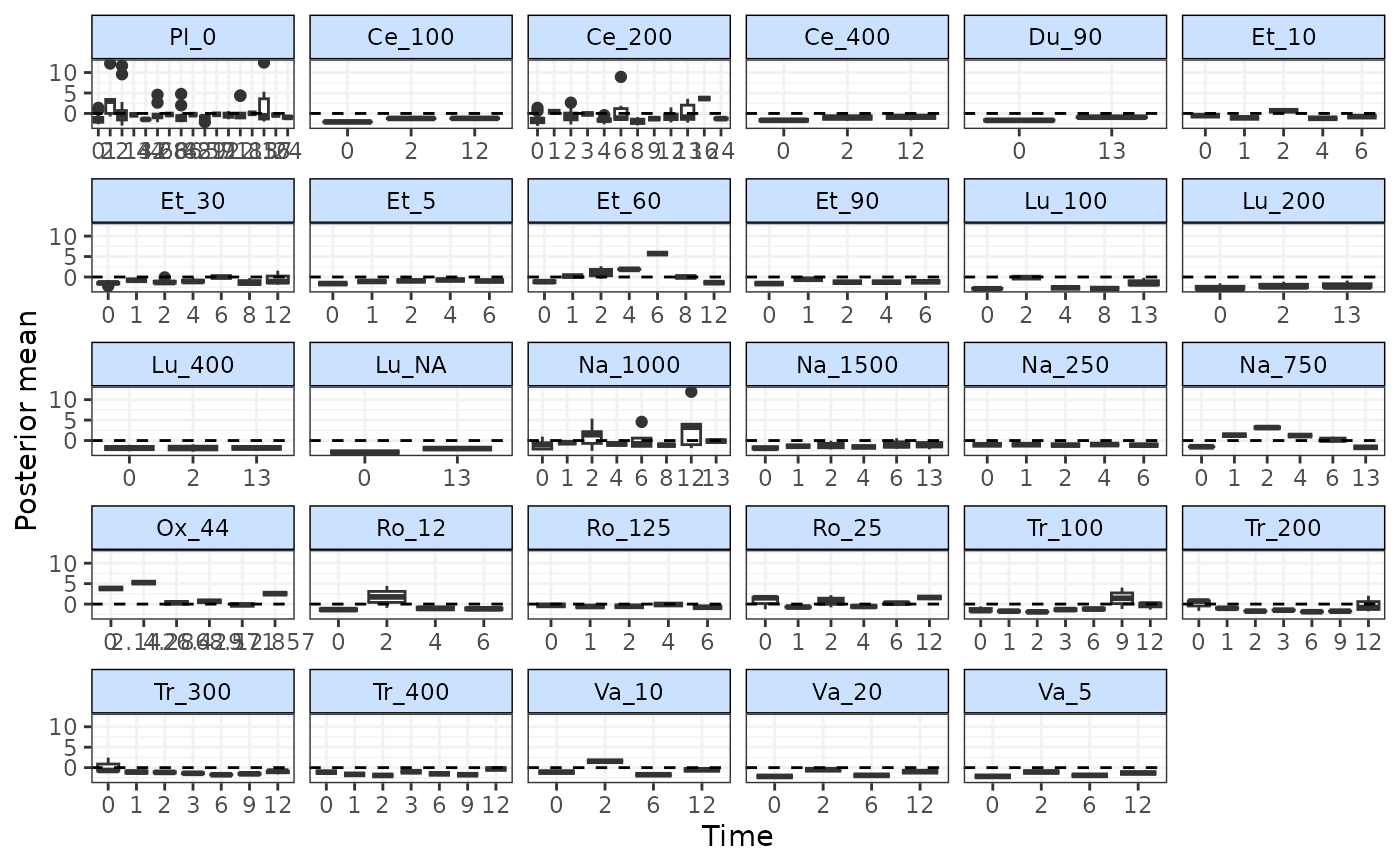 Pl_0 Ce_100 Ce_200 Ce_400 Du_90 Et_10
10
5
0
0 2 12 0 1 2 3 4 6 8 9 12 13 16 24 0 2 12 0 13 0 1 2 4 6
Et_30 Et_5 Et_60 Et_90 Lu_100 Lu_200
10
5
0
0 1 2 4 6 8 12 0 1 2 4 6 0 1 2 4 6 8 12 0 1 2 4 6 0 2 4 8 13 0 2 13
Posterior mean
Lu_400 Lu_NA Na_1000 Na_1500 Na_250 Na_750
10
5
0
0 2 13 0 13 0 1 2 4 6 8 12 13 0 1 2 4 6 13 0 1 2 4 6 0 1 2 4 6 13
Ox_44 Ro_12 Ro_125 Ro_25 Tr_100 Tr_200
10
5
0
0 0 2 4 6 0 1 2 4 6 0 1 2 4 6 12 0 1 2 3 6 9 12 0 1 2 3 6 9 12
Tr_300 Tr_400 Va_10 Va_20 Va_5
10
5
0
0 1 2 3 6 9 12 0 1 2 3 6 9 12 0 2 6 12 0 2 6 12 0 2 6 12
Time